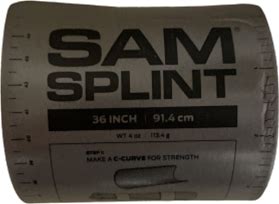 SAM
SPLINT
36 INCH | 91.4 cm
WT 4 oz / 113.4 g
STEP 1:
MAKE A C-CURVE FOR STRENGTH